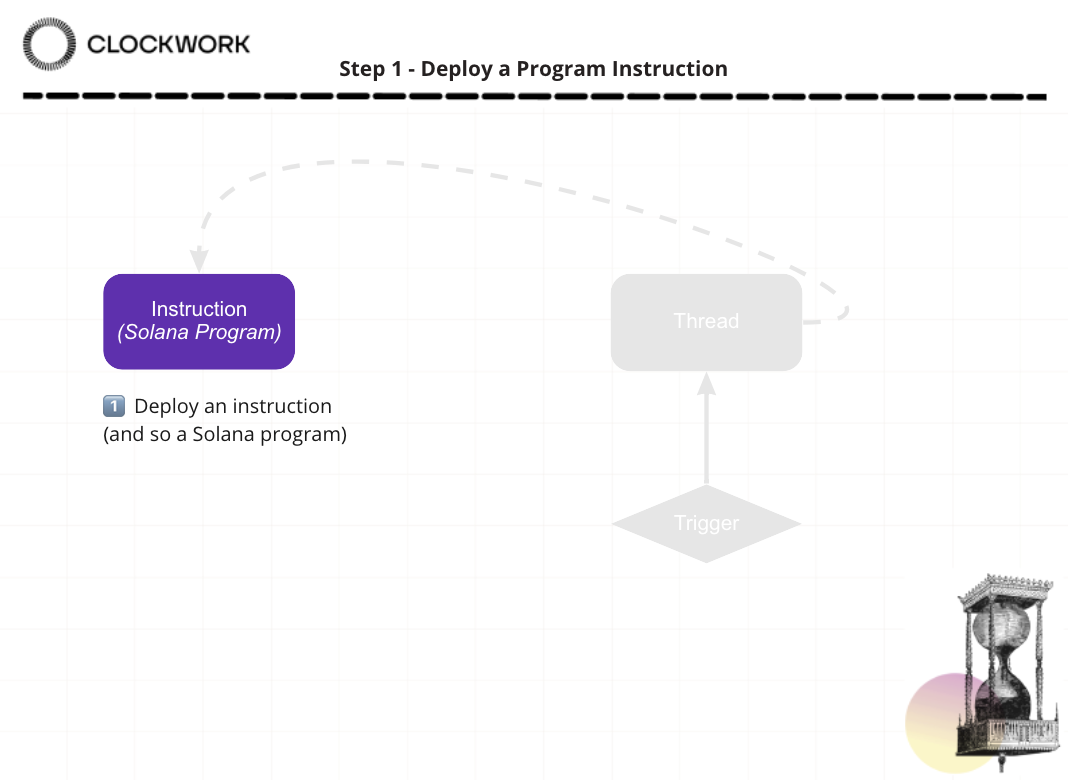 CLOCKWORK
Step 1 - Deploy a Program Instruction
Instruction
(Solana Program)
Thread
1 Deploy an instruction
(and so a Solana program)
Trigger